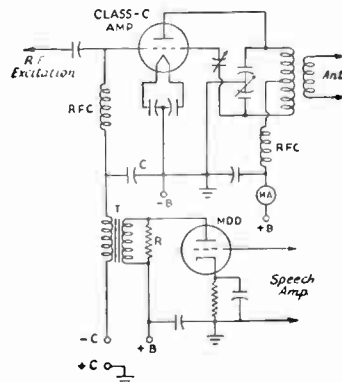 CLASS-C
AMP
RF
Excitation
Ant
RFC
RFC
C
-B
MA
+B
T
R
MOD
Speech
Amp
-C
+B
+C